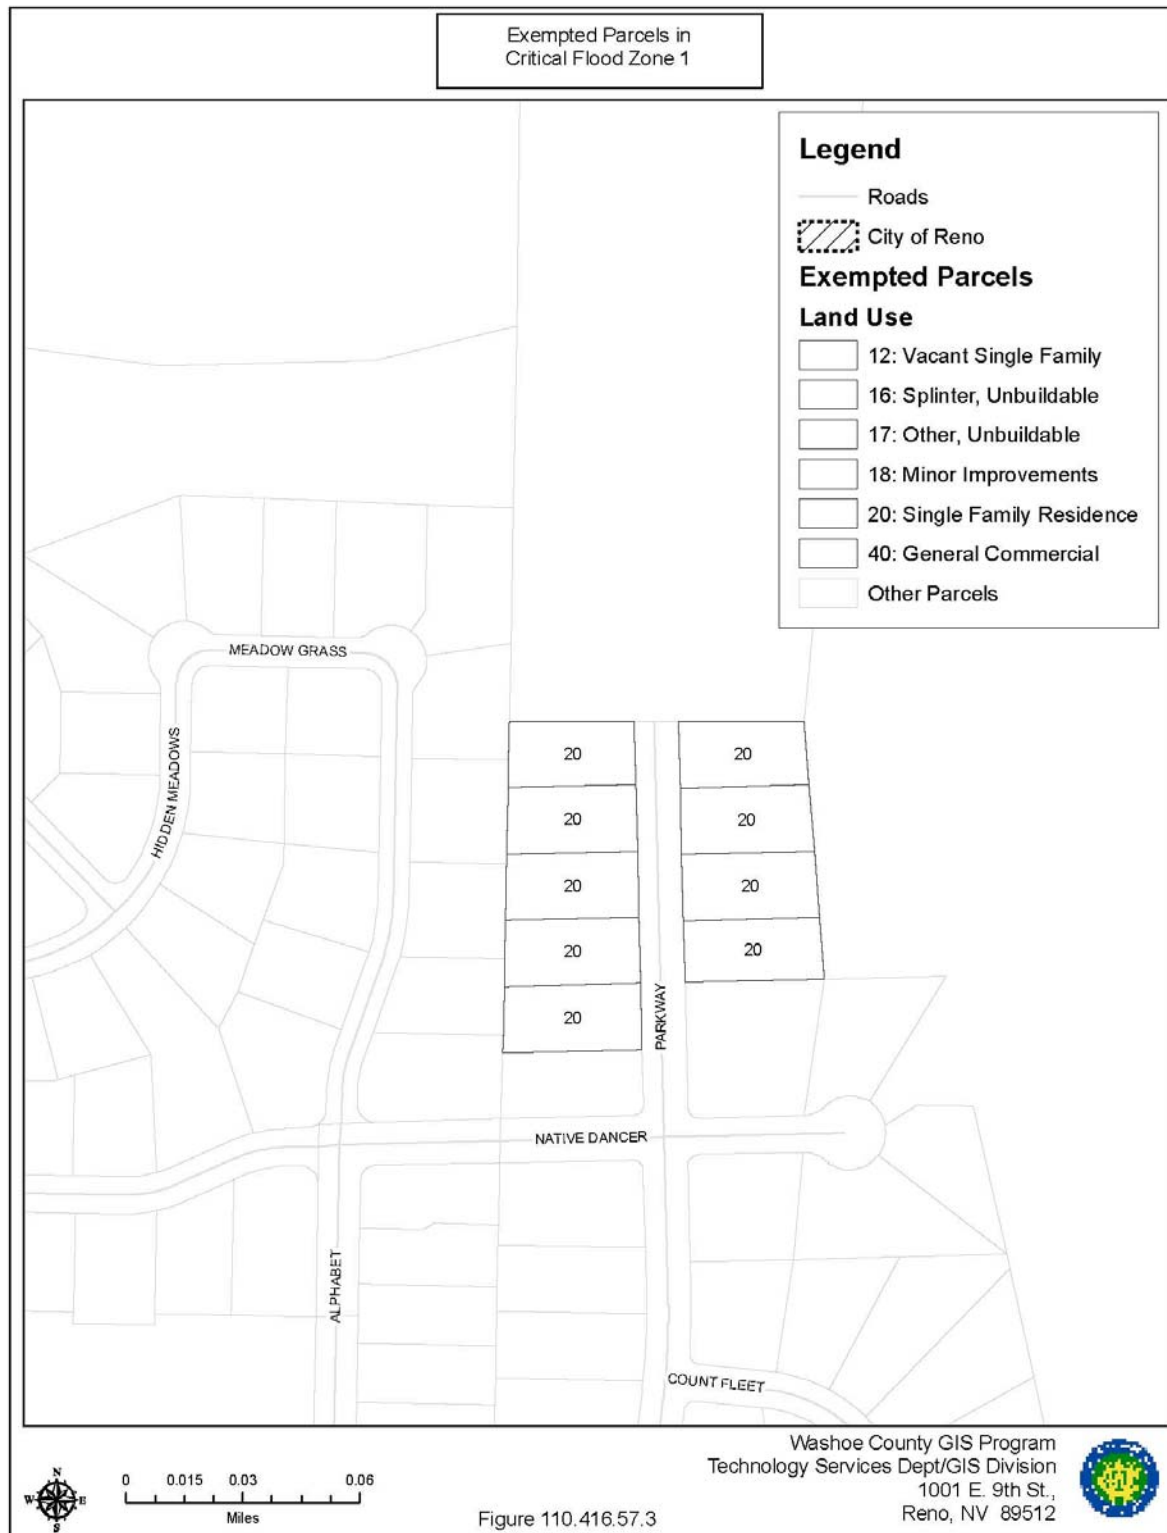 Exempted Parcels in
Critical Flood Zone 1
Legend
Roads
City of Reno
Exempted Parcels
Land Use
12: Vacant Single Family
16: Splinter, Unbuildable
17: Other, Unbuildable
18: Minor Improvements
20: Single Family Residence
40: General Commercial
Other Parcels
MEADOW GRASS
HIDDEN MEADOWS
20
20
20
20
20
20
20
20
20
PARKWAY
NATIVE DANCER
ALPHABET
COUNT FLEET
N
W
E
S
0 0.015 0.03 0.06
Miles
Figure 110.416.57.3
Washoe County GIS Program
Technology Services Dept/GIS Division
1001 E. 9th St.,
Reno, NV 89512